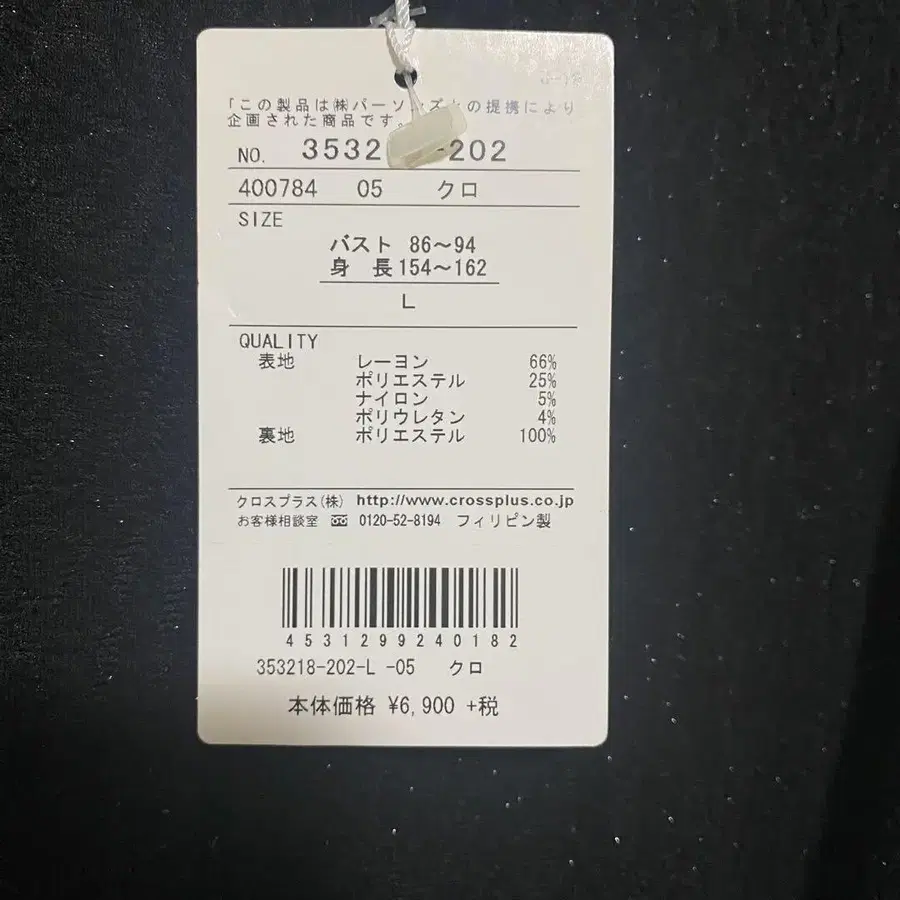 「この製品は㈱パーソンズとの提携により
企画された商品です。
NO. 3532 -202
400784 05 クロ
SIZE
バスト 86〜94
身 長 154〜162
L
QUALITY
表地 レーヨン 66%
ポリエステル 25%
ナイロン 5%
ポリウレタン 4%
裏地 ポリエステル 100%
クロスプラス(株) http://www.crossplus.co.jp
お客様相談室 0120-52-8194 フィリピン製
4531299240182
353218-202-L -05 クロ
本体価格 ¥6,900 +税